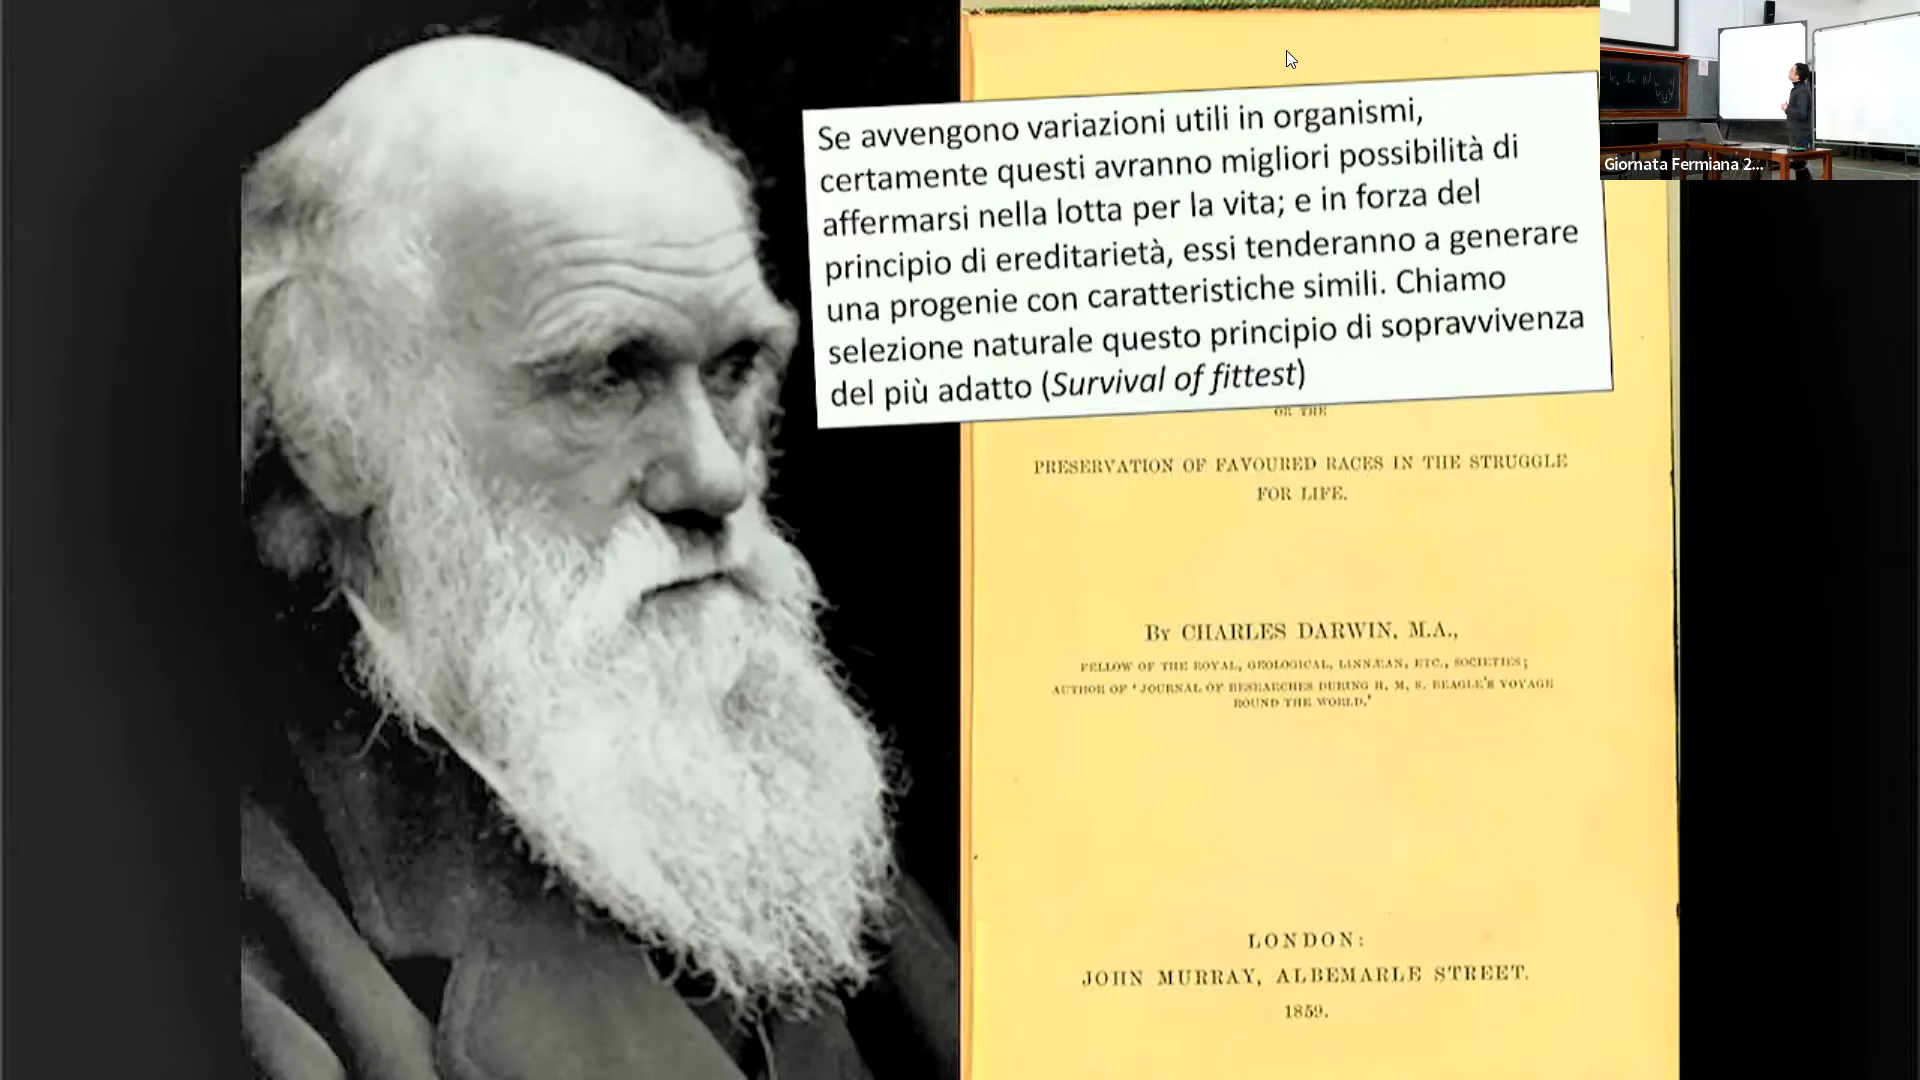 Se avvengono variazioni utili in organismi,
certamente questi avranno migliori possibilità di
affermarsi nella lotta per la vita; e in forza del
principio di ereditarietà, essi tenderanno a generare
una progenie con caratteristiche simili. Chiamo
selezione naturale questo principio di sopravvivenza
del più adatto (Survival of fittest)
OR THE
PRESERVATION OF FAVOURED RACES IN THE STRUGGLE
FOR LIFE.
By CHARLES DARWIN, M.A.,
FELLOW OF THE ROYAL, GEOLOGICAL, LINNÆAN, ETC., SOCIETIES;
AUTHOR OF 'JOURNAL OF RESEARCHES DURING H. M. S. BEAGLE'S VOYAGE
ROUND THE WORLD.'
LONDON:
JOHN MURRAY, ALBEMARLE STREET.
1859.
Giornata Fermiana 2...